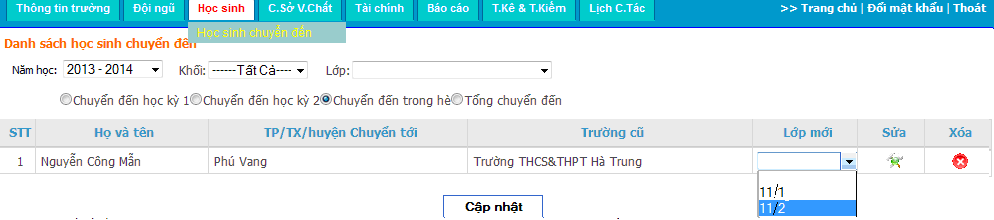 Thông tin trường Đội ngũ Học sinh C.Sở V.Chất Tài chính Báo cáo T.Kê & T.Kiếm Lịch C.Tác >> Trang chủ | Đổi mật khẩu | Thoát
Học sinh chuyển đến
Danh sách học sinh chuyển đến
Năm học: 2013 - 2014 Khối: ------Tất Cả---- Lớp:
Chuyển đến học kỳ 1 Chuyển đến học kỳ 2 Chuyển đến trong hè Tổng chuyển đến
STT Họ và tên TP/TX/huyện Chuyển tới Trường cũ Lớp mới Sửa Xóa
1 Nguyễn Công Mẫn Phú Vang Trường THCS&THPT Hà Trung
11/1
11/2
Cập nhật